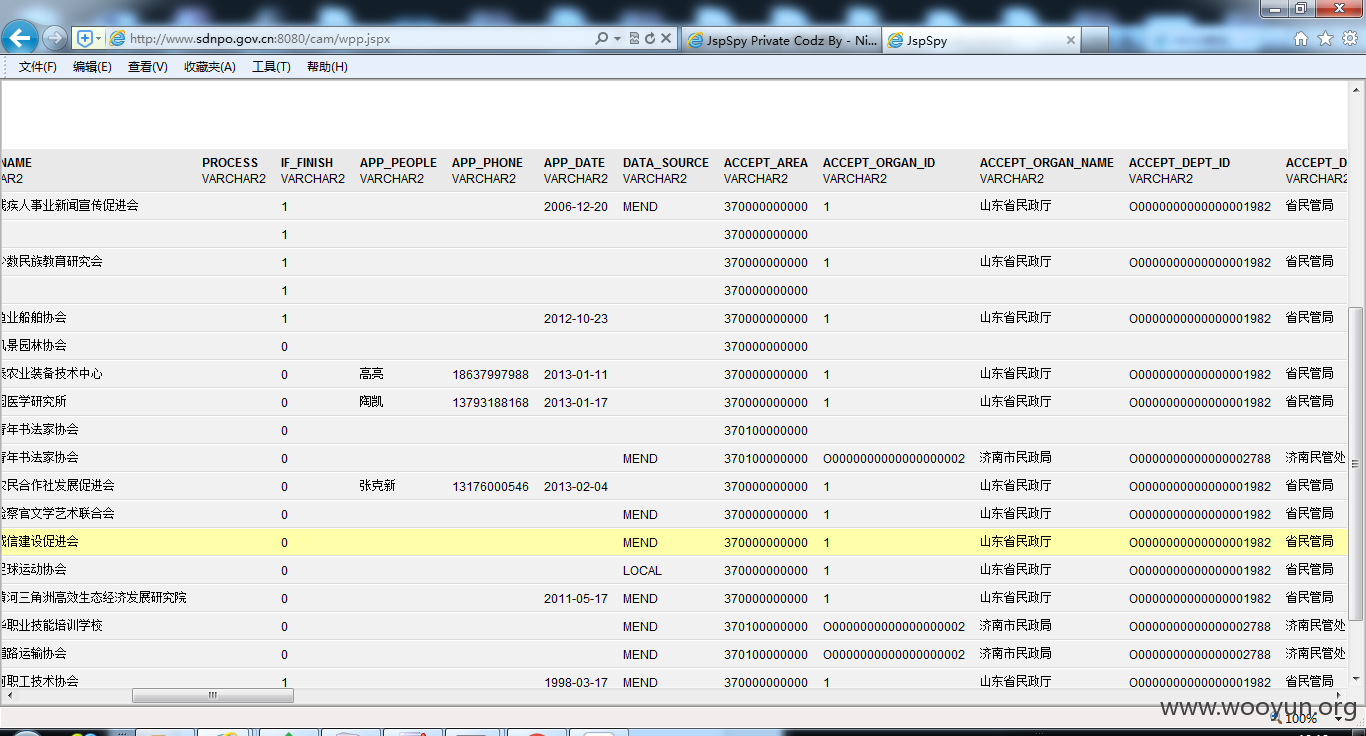 http://www.sdnpo.gov.cn:8080/cam/wpp.jspx JspSpy Private Codz By - Ni... JspSpy
文件(F) 编辑(E) 查看(V) 收藏夹(A) 工具(T) 帮助(H)
NAME PROCESS IF_FINISH APP_PEOPLE APP_PHONE APP_DATE DATA_SOURCE ACCEPT_AREA ACCEPT_ORGAN_ID ACCEPT_ORGAN_NAME ACCEPT_DEPT_ID ACCEPT_D
AR2 VARCHAR2 VARCHAR2 VARCHAR2 VARCHAR2 VARCHAR2 VARCHAR2 VARCHAR2 VARCHAR2 VARCHAR2 VARCHAR2 VARCHAR2
残疾人事业新闻宣传促进会 1 2006-12-20 MEND 370000000000 1 山东省民政厅 O00000000000000001982 省民管局
1 370000000000
少数民族教育研究会 1 370000000000 1 山东省民政厅 O00000000000000001982 省民管局
1 370000000000
渔业船舶协会 1 2012-10-23 370000000000 1 山东省民政厅 O00000000000000001982 省民管局
风景园林协会 0 370000000000
农业装备技术中心 0 高亮 18637997988 2013-01-11 370000000000 1 山东省民政厅 O00000000000000001982 省民管局
医学研究所 0 陶凯 13793188168 2013-01-17 370000000000 1 山东省民政厅 O00000000000000001982 省民管局
青年书法家协会 0 370100000000
青年书法家协会 0 MEND 370100000000 O00000000000000000002 济南市民政局 O00000000000000002788 济南民管处
农民合作社发展促进会 0 张克新 13176000546 2013-02-04 370000000000 1 山东省民政厅 O00000000000000001982 省民管局
检察官文学艺术联合会 0 MEND 370000000000 1 山东省民政厅 O00000000000000001982 省民管局
诚信建设促进会 0 MEND 370000000000 1 山东省民政厅 O00000000000000001982 省民管局
足球运动协会 0 LOCAL 370000000000 1 山东省民政厅 O00000000000000001982 省民管局
黄河三角洲高效生态经济发展研究院 0 2011-05-17 MEND 370000000000 1 山东省民政厅 O00000000000000001982 省民管局
职业技能培训学校 0 MEND 370100000000 O00000000000000000002 济南市民政局 O00000000000000002788 济南民管处
道路运输协会 0 MEND 370100000000 O00000000000000000002 济南市民政局 O00000000000000002788 济南民管处
职工技术协会 1 1998-03-17 MEND 370000000000 1 山东省民政厅 O00000000000000001982 省民管局
www.wooyun.org
100%